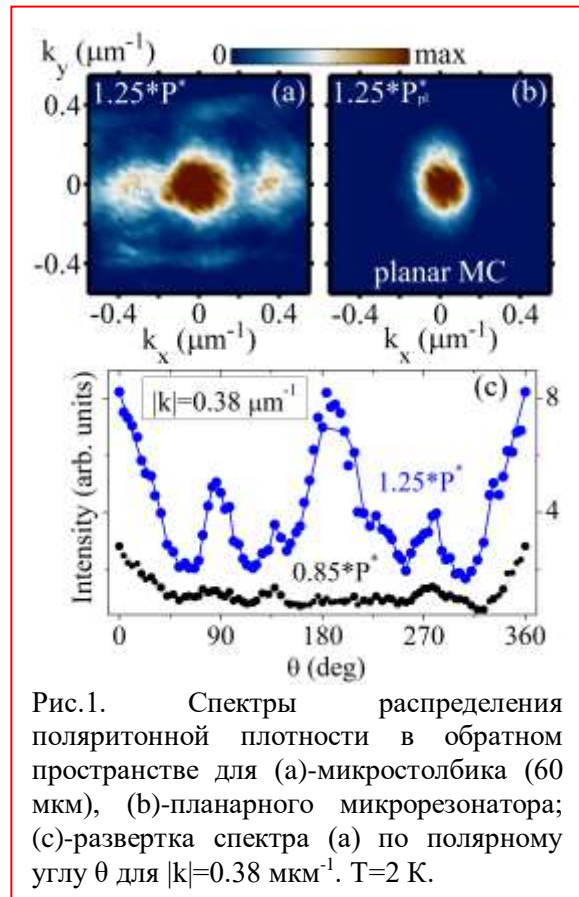 0 max
k_y (μm⁻¹)
1.25*P* (a)
1.25*P*_pl (b)
0.4
0
-0.4
planar MC
-0.4 0 0.4
-0.4 0 0.4
k_x (μm⁻¹)
k_x (μm⁻¹)
|k|=0.38 μm⁻¹
(c)
8
4
Intensity (arb. units)
1.25*P*
0.85*P*
0 90 180 270 360
θ (deg)
Рис.1. Спектры распределения
поляритонной плотности в обратном
пространстве для (а)-микростолбика (60
мкм), (b)-планарного микрорезонатора;
(c)-развертка спектра (а) по полярному
углу θ для |k|=0.38 мкм⁻¹. T=2 К.